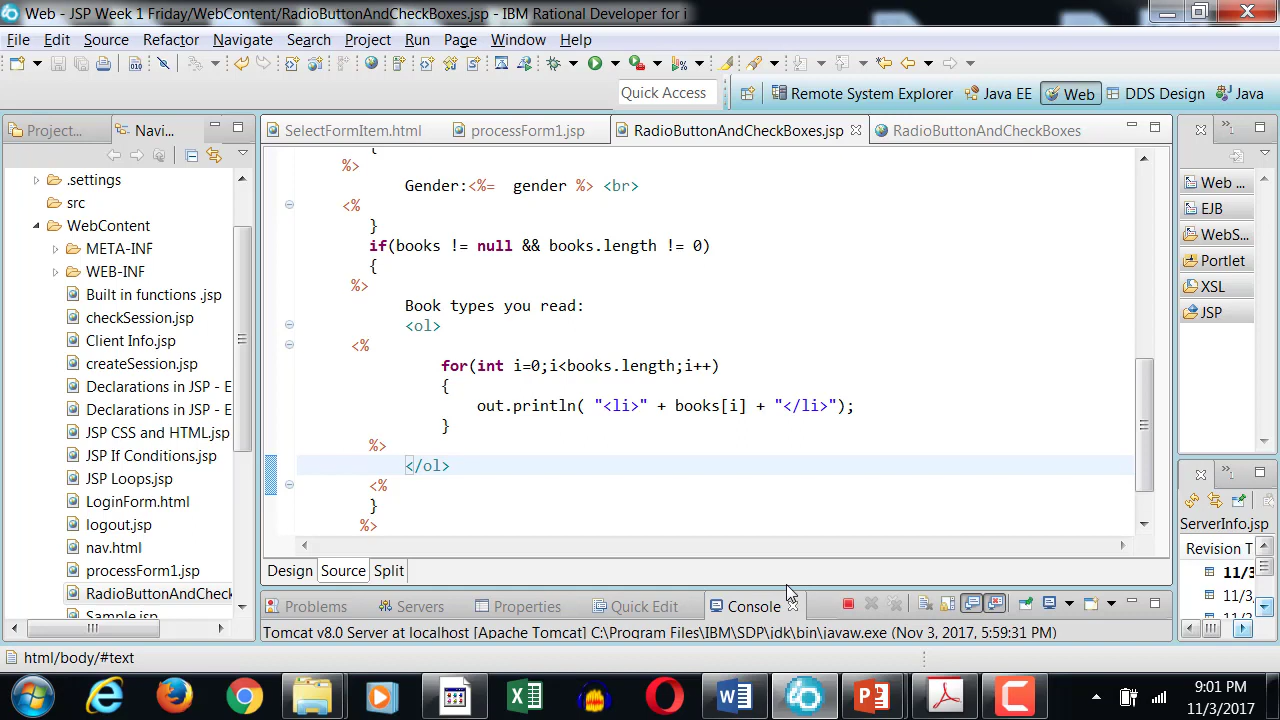 Web - JSP Week 1 Friday/WebContent/RadioButtonAndCheckBoxes.jsp - IBM Rational Developer for i
File Edit Source Refactor Navigate Search Project Run Page Window Help
Quick Access Remote System Explorer Java EE Web DDS Design Java
Project... Navi...
SelectFormItem.html processForm1.jsp RadioButtonAndCheckBoxes.jsp RadioButtonAndCheckBoxes
.settings
src
WebContent
META-INF
WEB-INF
Built in functions .jsp
checkSession.jsp
Client Info.jsp
createSession.jsp
Declarations in JSP - E
Declarations in JSP - E
JSP CSS and HTML.jsp
JSP If Conditions.jsp
JSP Loops.jsp
LoginForm.html
logout.jsp
nav.html
processForm1.jsp
RadioButtonAndCheck
Sample.jsp
{
%>
Gender:<%= gender %> <br>
<%
}
if(books != null && books.length != 0)
{
%>
Book types you read:
<ol>
<%
for(int i=0;i<books.length;i++)
{
out.println( "<li>" + books[i] + "</li>");
}
%>
</ol>
<%
}
%>
Design Source Split
Web ...
EJB
WebS...
Portlet
XSL
JSP
ServerInfo.jsp
Revision T
11/3
11/3,
Problems Servers Properties Quick Edit Console
Tomcat v8.0 Server at localhost [Apache Tomcat] C:\Program Files\IBM\SDP\jdk\bin\javaw.exe (Nov 3, 2017, 5:59:31 PM)
html/body/#text
9:01 PM
11/3/2017